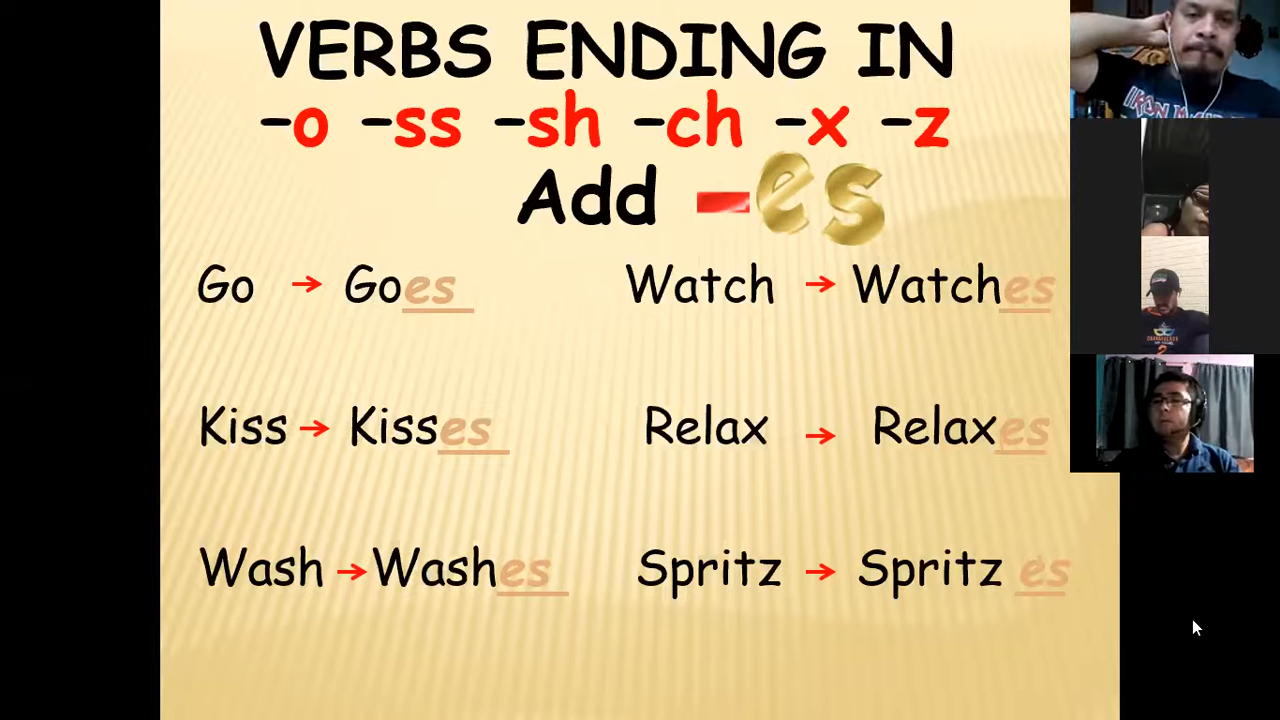 VERBS ENDING IN
-o -ss -sh -ch -x -z
Add -es
Go → Goes
Watch → Watches
Kiss → Kisses
Relax → Relaxes
Wash → Washes
Spritz → Spritz es
IRON